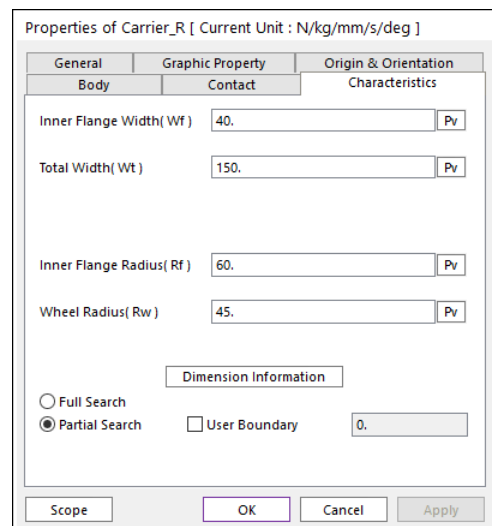 Properties of Carrier_R [ Current Unit : N/kg/mm/s/deg ]
General Graphic Property Origin & Orientation
Body Contact Characteristics
Inner Flange Width( Wf ) 40. Pv
Total Width( Wt ) 150. Pv
Inner Flange Radius( Rf ) 60. Pv
Wheel Radius( Rw ) 45. Pv
Dimension Information
Full Search
Partial Search User Boundary 0.
Scope OK Cancel Apply